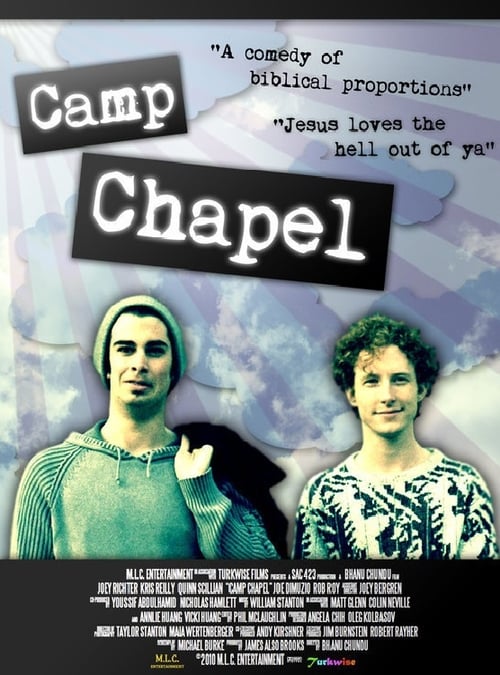 "A comedy of
biblical proportions"
Camp
"Jesus loves the
hell out of ya"
Chapel
M.L.C. ENTERTAINMENT IN ASSOCIATION WITH TURKWISE FILMS PRESENTS A SAC 423 PRODUCTION A BHANU CHUNDU FILM
JOEY RICHTER KRIS REILLY QUINN SCILLIAN "CAMP CHAPEL" JOE DIMUZIO ROB ROY JOEY BERGREN
YOUSSIF ABDULHAMID NICHOLAS HAMLETT WILLIAM STANTON MATT GLENN COLIN NEVILLE
ANNLIE HUANG VICKI HUANG PHIL MCLAUGHLIN ANGELA CHIH OLEG KOLBASOV
TAYLOR STANTON MAIA WERTENBERGER ANDY KIRSHNER JIM BURNSTEIN ROBERT RAYHER
MICHAEL BURKE JAMES ALSO BROOKS BHANU CHUNDU
M.L.C.
ENTERTAINMENT
©2010 M.L.C. ENTERTAINMENT
Turkwise